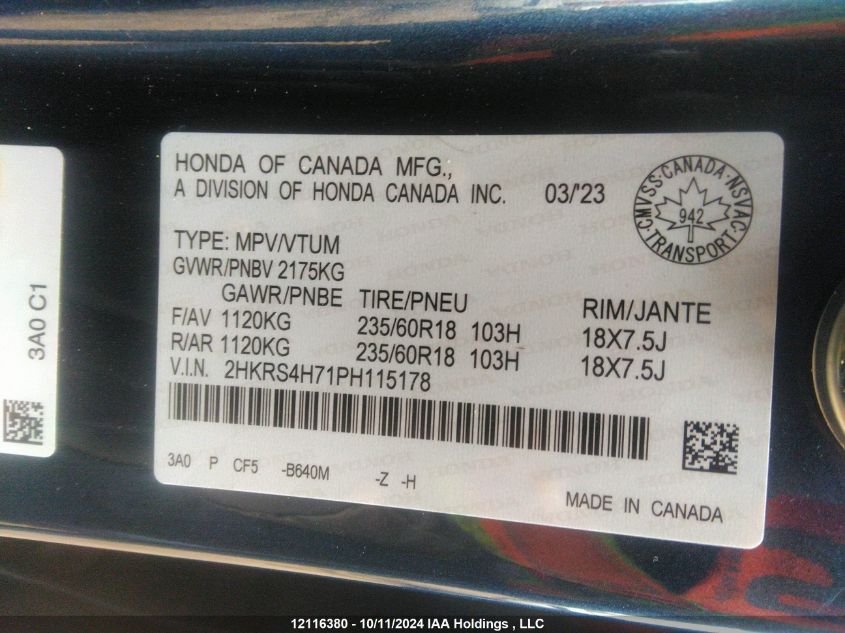 HONDA OF CANADA MFG.,
A DIVISION OF HONDA CANADA INC. 03/'23
CMVSS·CANADA·NSVAC
942
TRANSPORT
TYPE: MPV/VTUM
GVWR/PNBV 2175KG
GAWR/PNBE TIRE/PNEU RIM/JANTE
F/AV 1120KG 235/60R18 103H 18X7.5J
R/AR 1120KG 235/60R18 103H 18X7.5J
V.I.N. 2HKRS4H71PH115178
3A0 P CF5 -B640M -Z -H
MADE IN CANADA
3A0 C1
12116380 - 10/11/2024 IAA Holdings , LLC